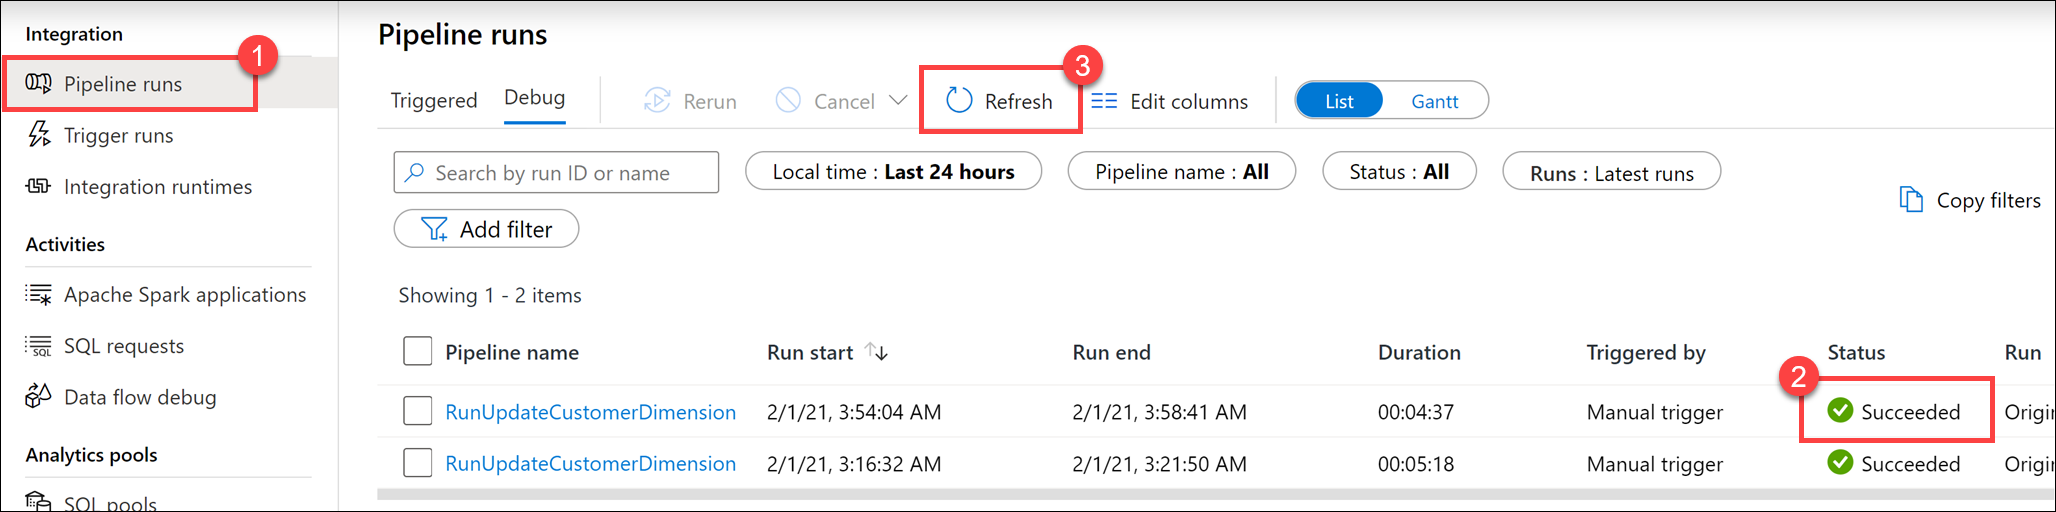 Integration
Pipeline runs
1
Trigger runs
Integration runtimes
Activities
Apache Spark applications
SQL requests
Data flow debug
Analytics pools
SQL pools
Pipeline runs
Triggered Debug Rerun Cancel Refresh 3 Edit columns List Gantt
Search by run ID or name Local time : Last 24 hours Pipeline name : All Status : All Runs : Latest runs
Copy filters
Add filter
Showing 1 - 2 items
Pipeline name Run start Run end Duration Triggered by Status Run
2
RunUpdateCustomerDimension 2/1/21, 3:54:04 AM 2/1/21, 3:58:41 AM 00:04:37 Manual trigger Succeeded Origin
RunUpdateCustomerDimension 2/1/21, 3:16:32 AM 2/1/21, 3:21:50 AM 00:05:18 Manual trigger Succeeded Origin